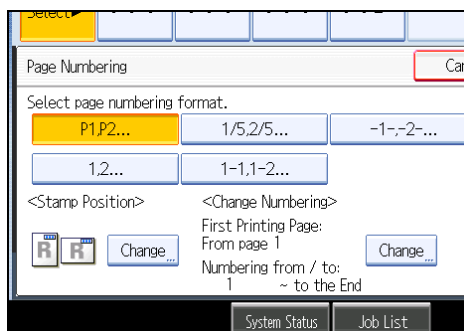 Select►
Page Numbering
Select page numbering format.
P1,P2...
1/5,2/5...
-1-,-2-...
1,2...
1-1,1-2...
<Stamp Position>
<Change Numbering>
First Printing Page:
From page 1
R R Change...
Change...
Numbering from / to:
1 ~ to the End
System Status Job List